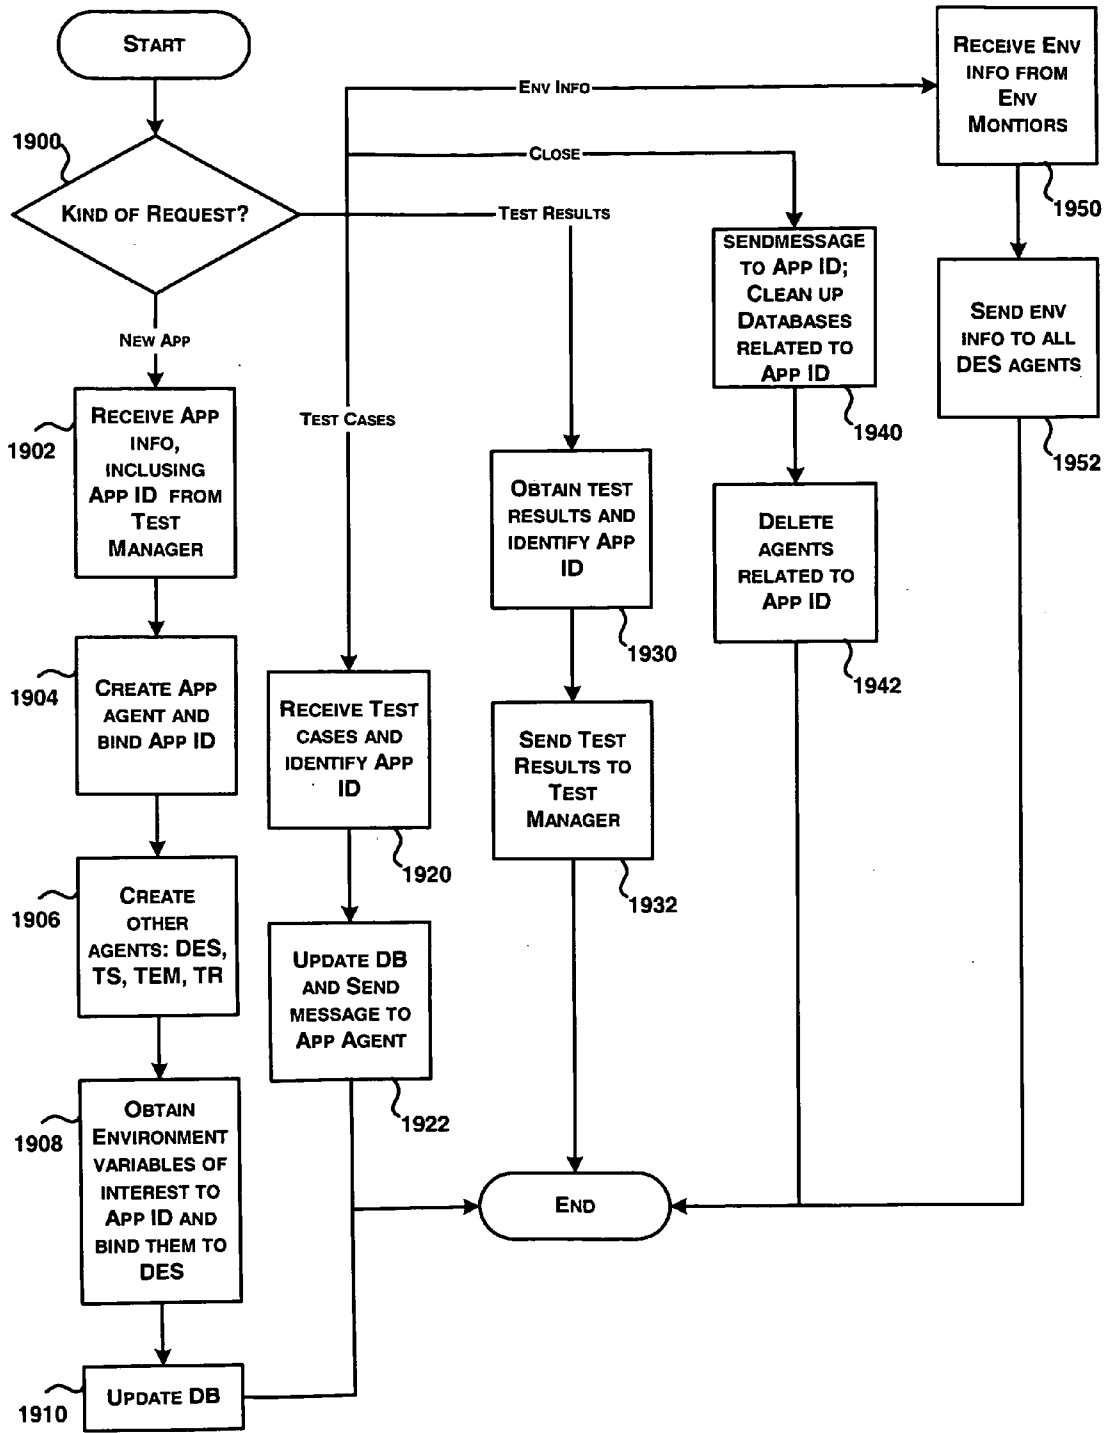 START
1900
KIND OF REQUEST?
NEW APP
1902
RECEIVE APP
INFO,
INCLUSING
APP ID FROM
TEST
MANAGER
1904
CREATE APP
AGENT AND
BIND APP ID
1906
CREATE
OTHER
AGENTS: DES,
TS, TEM, TR
1908
OBTAIN
ENVIRONMENT
VARIABLES OF
INTEREST TO
APP ID AND
BIND THEM TO
DES
1910
UPDATE DB
TEST CASES
RECEIVE TEST
CASES AND
IDENTIFY APP
ID
1920
UPDATE DB
AND SEND
MESSAGE TO
APP AGENT
1922
TEST RESULTS
OBTAIN TEST
RESULTS AND
IDENTIFY APP
ID
1930
SEND TEST
RESULTS TO
TEST
MANAGER
1932
CLOSE
SENDMESSAGE
TO APP ID;
CLEAN UP
DATABASES
RELATED TO
APP ID
1940
DELETE
AGENTS
RELATED TO
APP ID
1942
ENV INFO
RECEIVE ENV
INFO FROM
ENV
MONTIORS
1950
SEND ENV
INFO TO ALL
DES AGENTS
1952
END